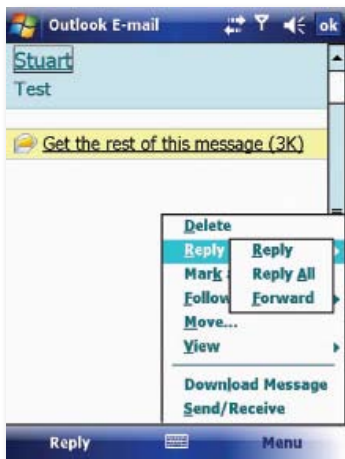 Outlook E-mail ok
Stuart
Test
Get the rest of this message (3K)
Delete
Reply
Reply
Reply All
Forward
Mark
Follow
Move...
View
Download Message
Send/Receive
Reply Menu